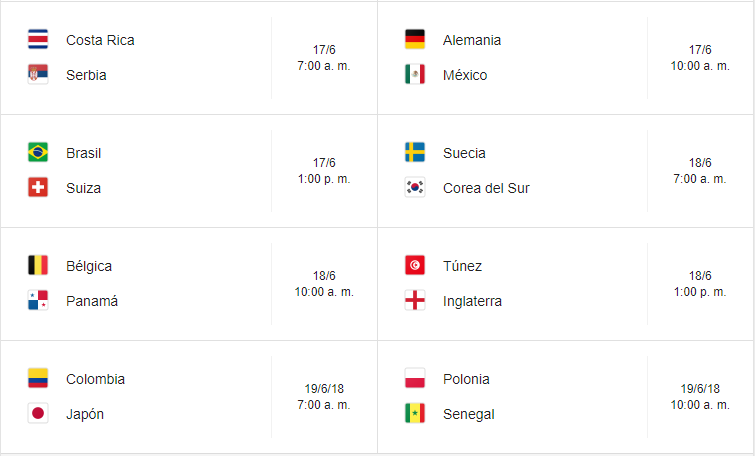 Costa Rica
Serbia
17/6
7:00 a. m.
Alemania
México
17/6
10:00 a. m.
Brasil
Suiza
17/6
1:00 p. m.
Suecia
Corea del Sur
18/6
7:00 a. m.
Bélgica
Panamá
18/6
10:00 a. m.
Túnez
Inglaterra
18/6
1:00 p. m.
Colombia
Japón
19/6/18
7:00 a. m.
Polonia
Senegal
19/6/18
10:00 a. m.